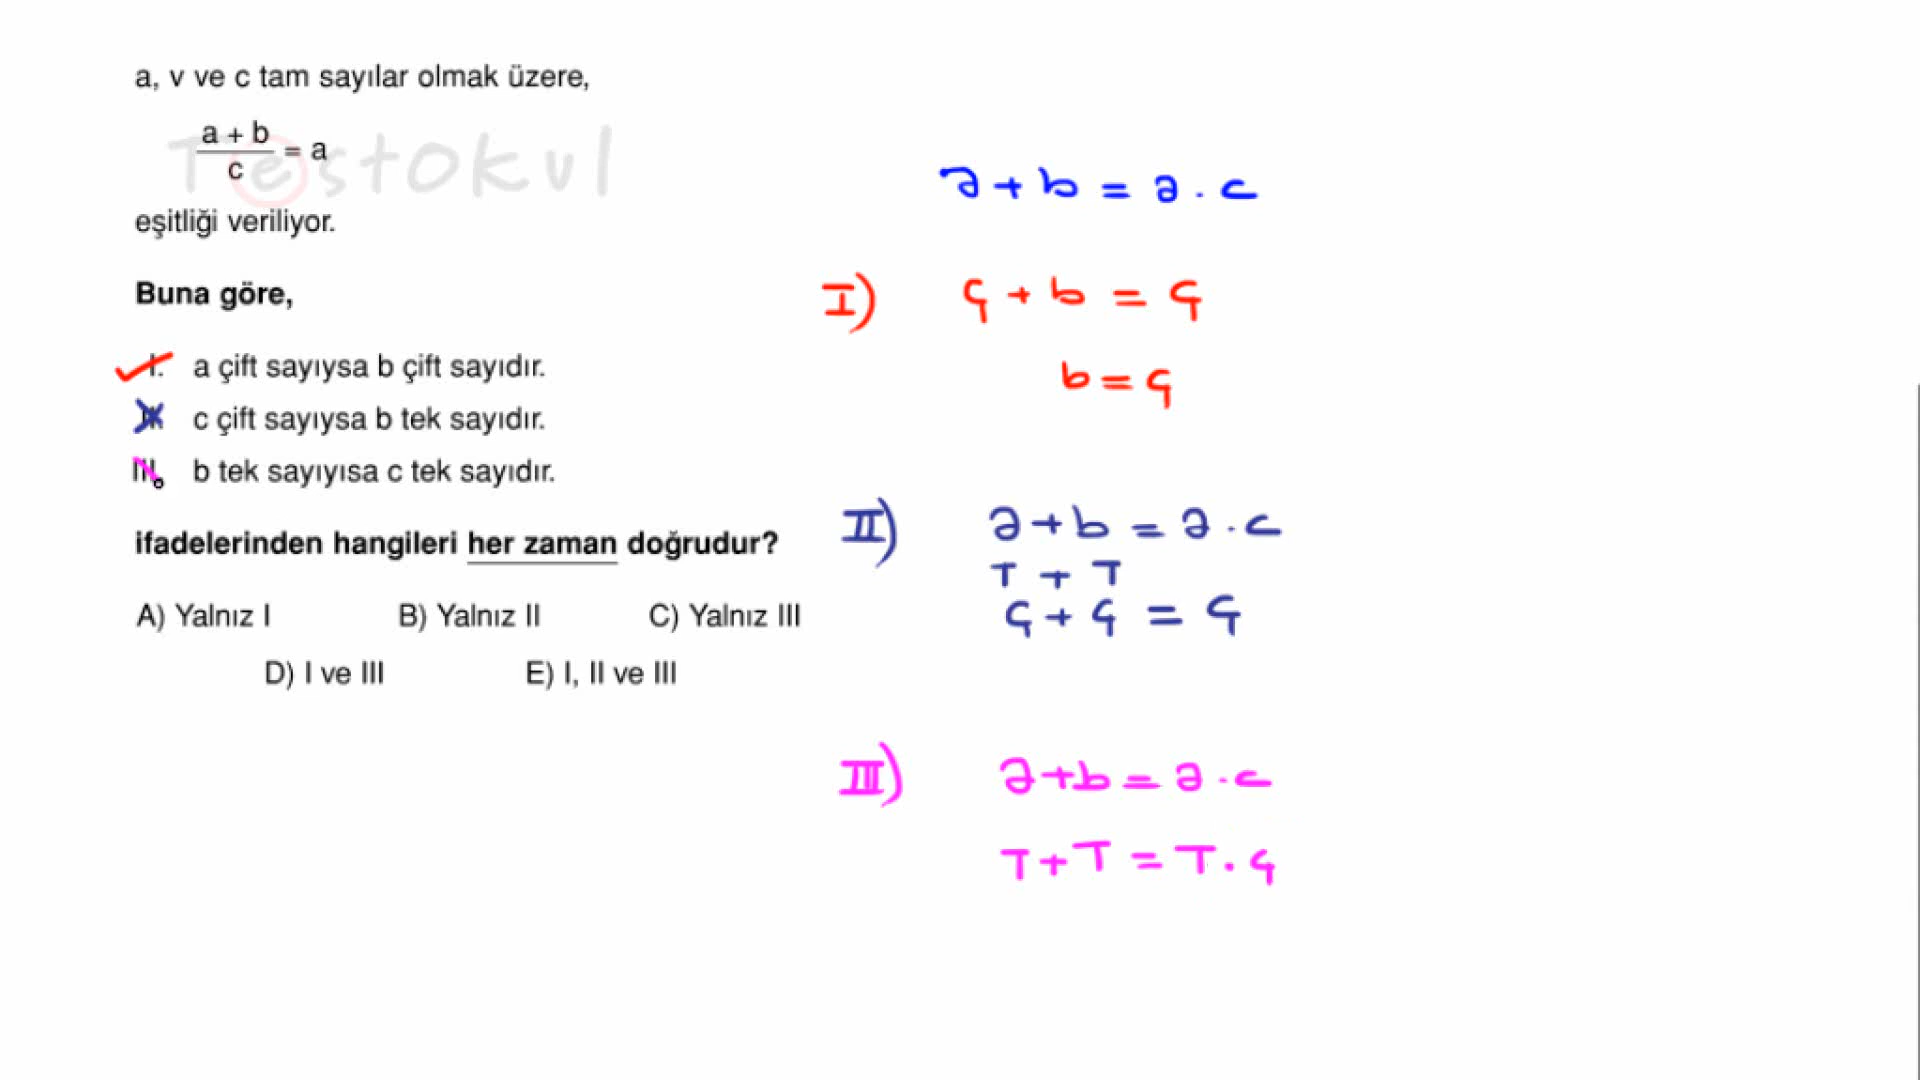 a, v ve c tam sayılar olmak üzere,
Testokul
a + b
—— = a
c
eşitliği veriliyor.
Buna göre,
I. a çift sayıysa b çift sayıdır.
II. c çift sayıysa b tek sayıdır.
III. b tek sayıyısa c tek sayıdır.
ifadelerinden hangileri her zaman doğrudur?
A) Yalnız I B) Yalnız II C) Yalnız III
D) I ve III E) I, II ve III
a + b = a . c
I) Ç + b = Ç
b = Ç
II) a + b = a . c
T + T
Ç + Ç = Ç
III) a + b = a . c
T + T = T . Ç